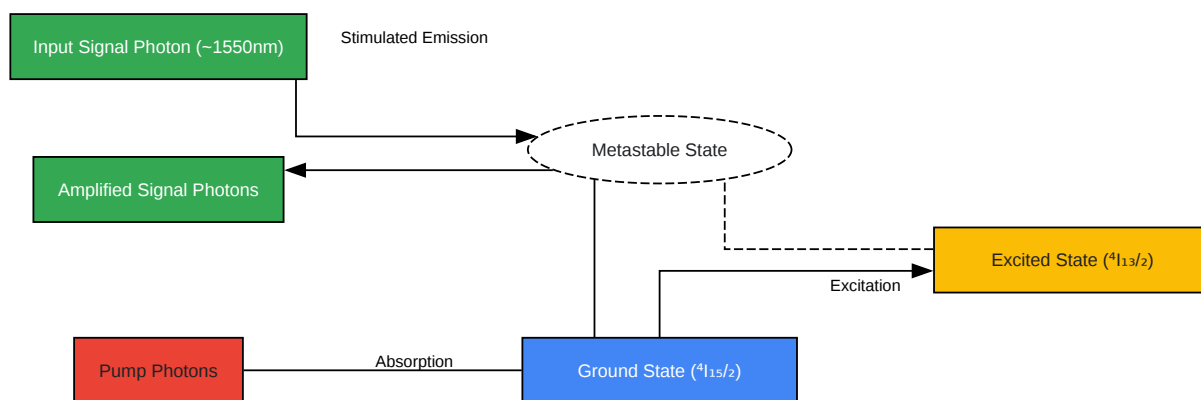 Input Signal Photon (~1550nm)
Stimulated Emission
Metastable State
Amplified Signal Photons
Excited State (⁴I₁₃/₂)
Excitation
Absorption
Pump Photons
Ground State (⁴I₁₅/₂)